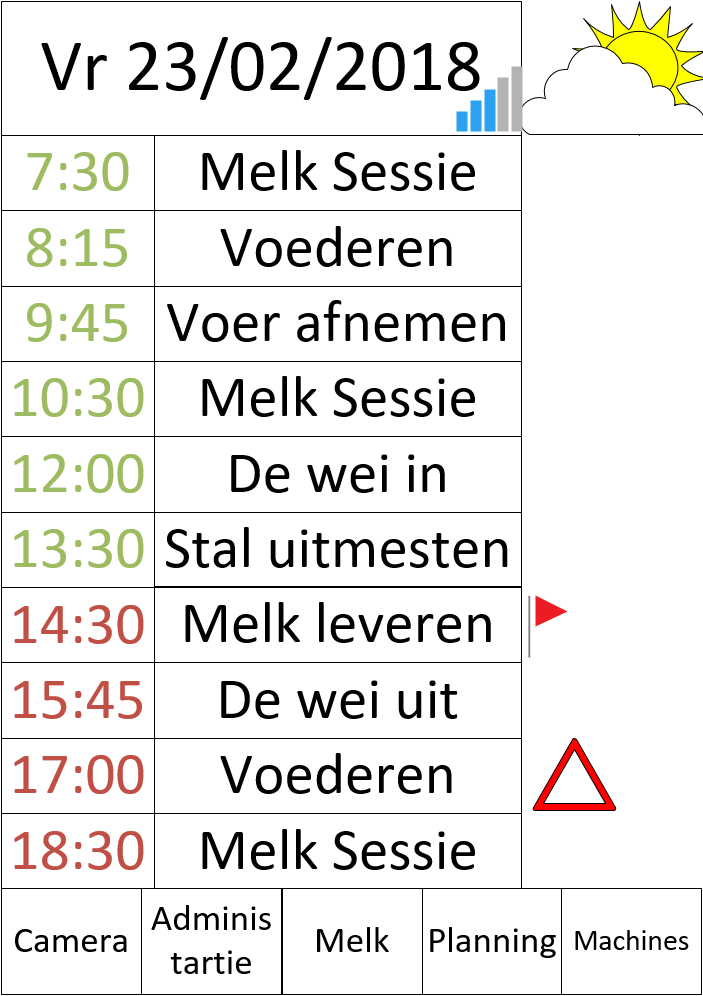 Vr 23/02/2018
7:30 Melk Sessie
8:15 Voederen
9:45 Voer afnemen
10:30 Melk Sessie
12:00 De wei in
13:30 Stal uitmesten
14:30 Melk leveren
15:45 De wei uit
17:00 Voederen
18:30 Melk Sessie
Camera
Adminis
tartie
Melk
Planning
Machines